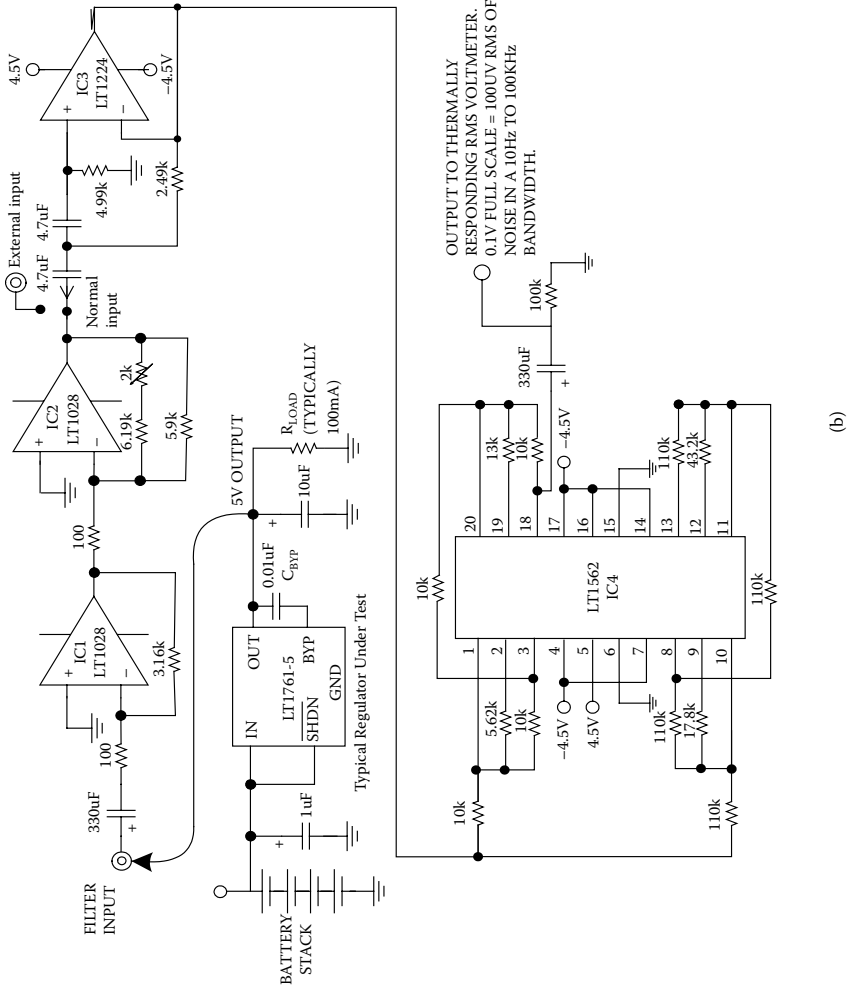 FILTER
INPUT
330uF
+
100
IC1
LT1028
+
−
3.16k
100
IC2
LT1028
+
−
6.19k
2k
5.9k
Normal
input
External input
4.7uF
4.7uF
4.99k
2.49k
4.5V
IC3
LT1224
+
−
−4.5V
BATTERY
STACK
+
1uF
IN
OUT
LT1761-5
SHDN
BYP
GND
0.01uF
CBYP
5V OUTPUT
+
10uF
RLOAD
(TYPICALLY
100mA)
Typical Regulator Under Test
10k
110k
5.62k
10k
−4.5V
4.5V
110k
17.8k
1
2
3
4
5
6
7
8
9
10
LT1562
IC4
20
19
18
17
16
15
14
13
12
11
10k
110k
13k
10k
−4.5V
110k
43.2k
330uF
+
100k
OUTPUT TO THERMALLY
RESPONDING RMS VOLTMETER.
0.1V FULL SCALE = 100UV RMS OF
NOISE IN A 10Hz TO 100KHz
BANDWIDTH.
(b)